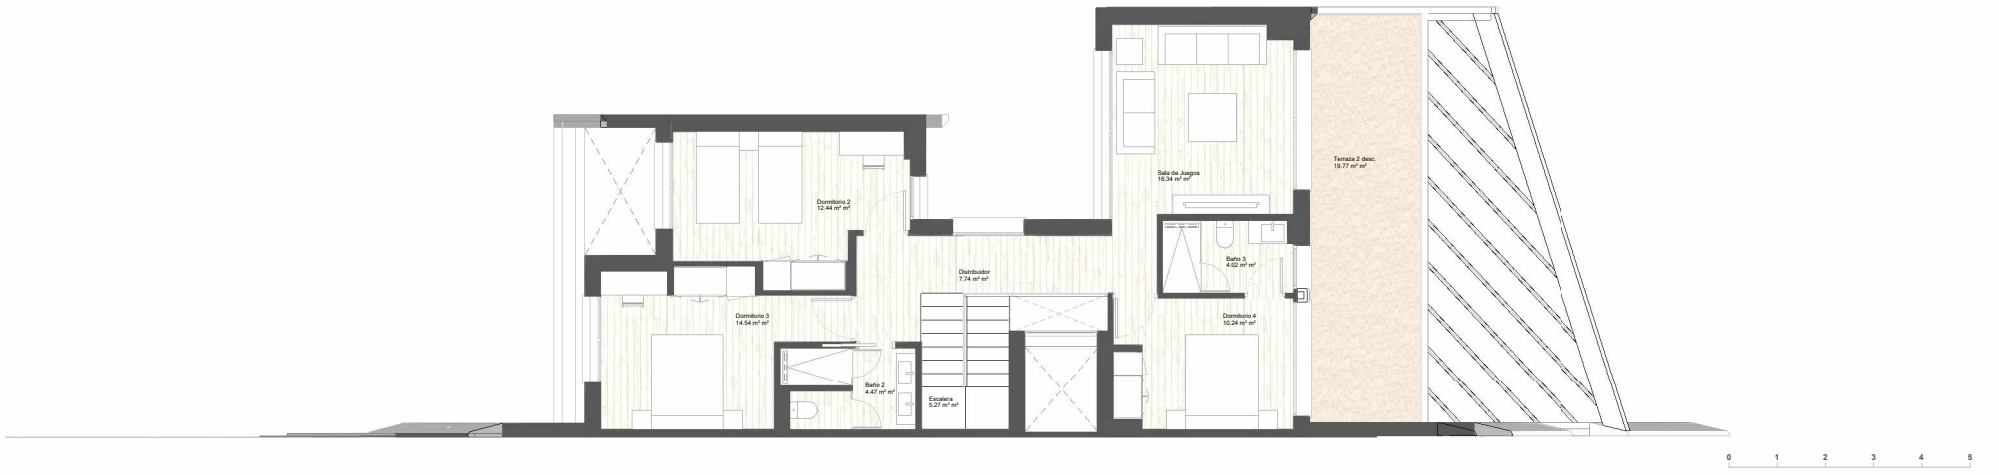 Terraza 2 desc.
19.77 m² m²
Sala de Juegos
16.34 m² m²
Dormitorio 2
12.44 m² m²
Baño 3
4.02 m² m²
Distribuidor
7.74 m² m²
Dormitorio 3
14.54 m² m²
Dormitorio 4
10.24 m² m²
Baño 2
4.47 m² m²
Escalera
5.27 m² m²
0 1 2 3 4 5